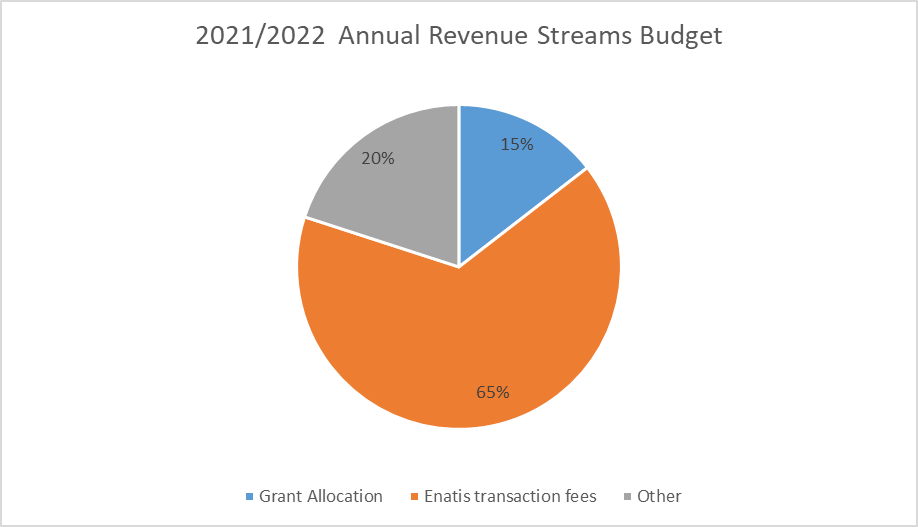 2021/2022 Annual Revenue Streams Budget
15%
20%
65%
Grant Allocation Enatis transaction fees Other